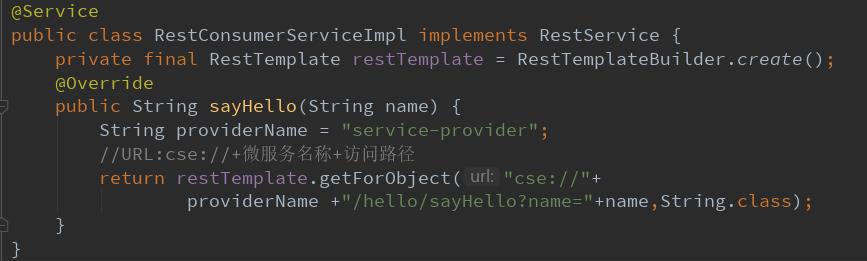 @Service
public class RestConsumerServiceImpl implements RestService {
    private final RestTemplate restTemplate = RestTemplateBuilder.create();
    @Override
    public String sayHello(String name) {
        String providerName = "service-provider";
        //URL:cse://+微服务名称+访问路径
        return restTemplate.getForObject( url: "cse://"+
                providerName +"/hello/sayHello?name="+name,String.class);
    }
}